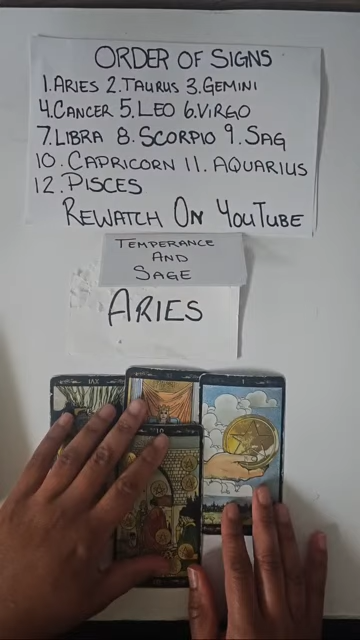 ORDER OF SIGNS
1. ARIES 2. TAURUS 3. GEMINI
4. CANCER 5. LEO 6. VIRGO
7. LIBRA 8. SCORPIO 9. SAG
10. CAPRICORN 11. AQUARIUS
12. PISCES
REWATCH ON YOUTUBE
TEMPERANCE
AND
SAGE
ARIES